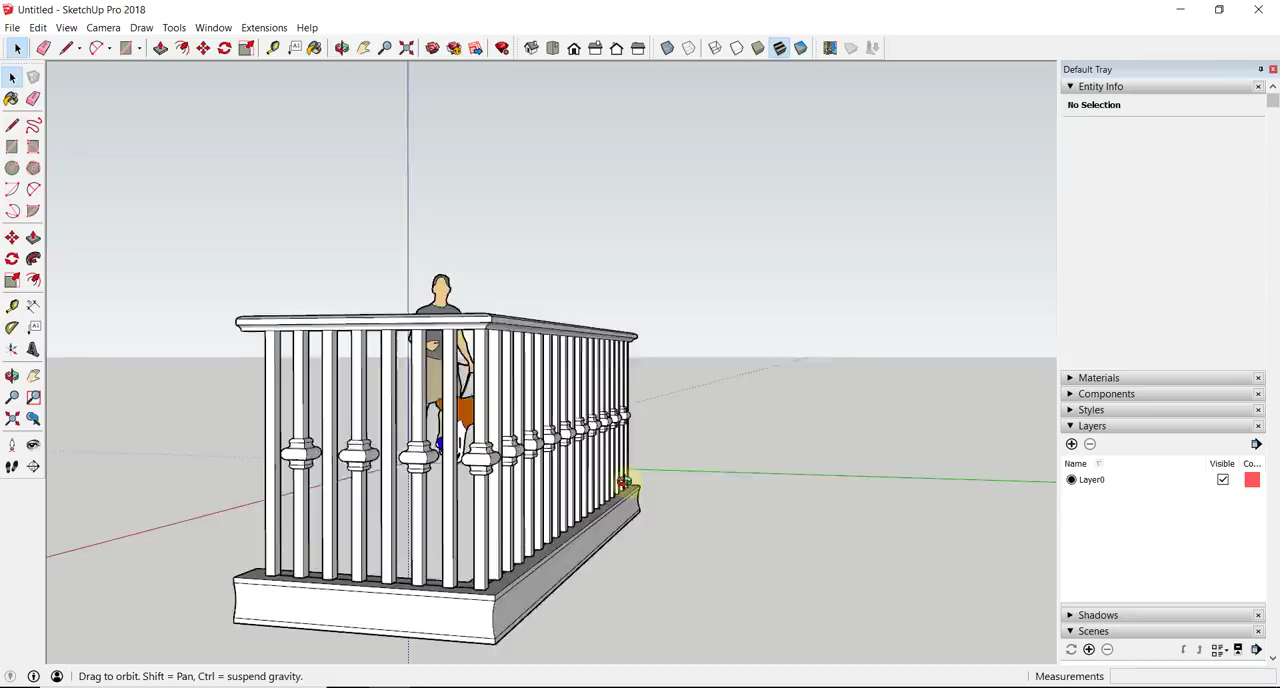 Untitled - SketchUp Pro 2018
File Edit View Camera Draw Tools Window Extensions Help
Default Tray
Entity Info
No Selection
Materials
Components
Styles
Layers
Name Visible Co...
Layer0
Shadows
Scenes
Drag to orbit. Shift = Pan, Ctrl = suspend gravity.
Measurements